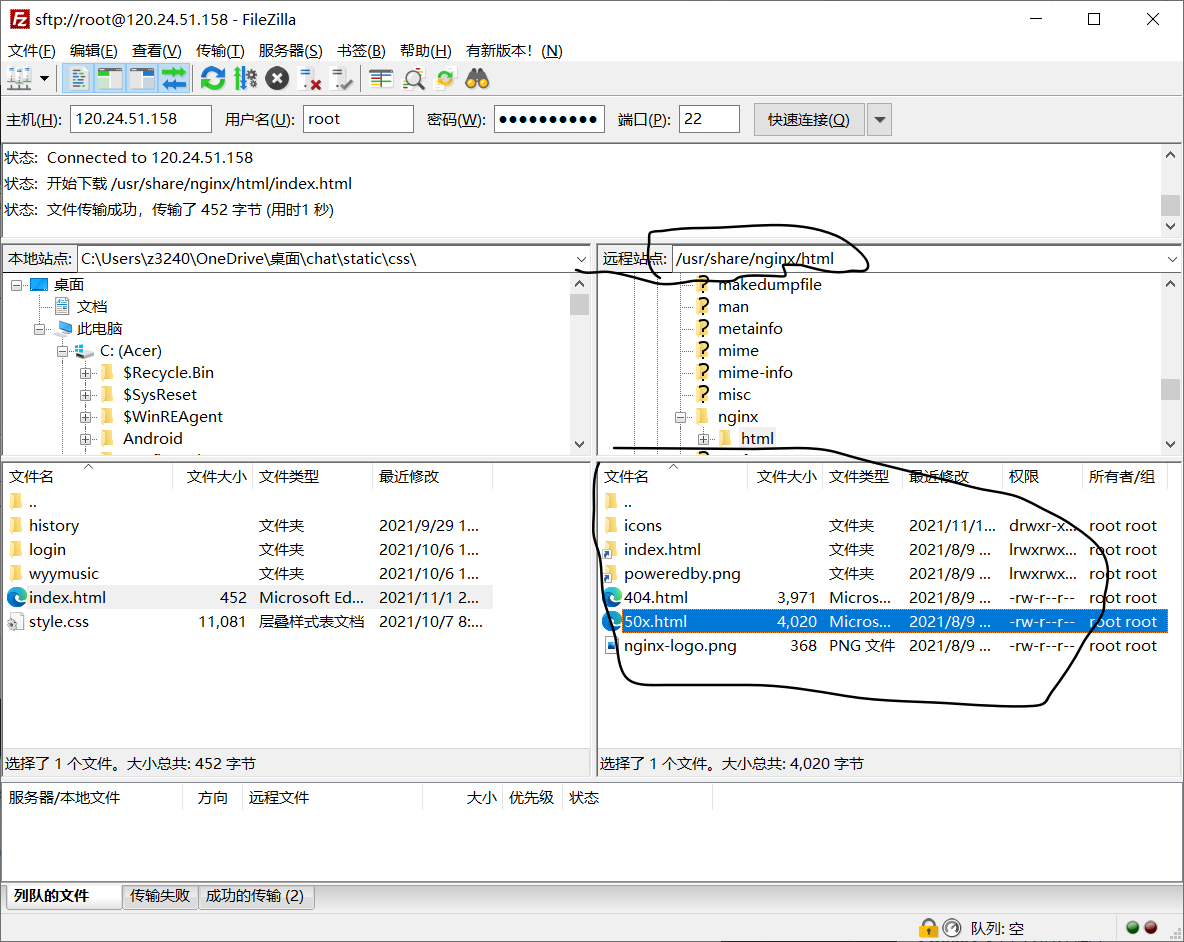 sftp://root@120.24.51.158 - FileZilla
文件(F) 编辑(E) 查看(V) 传输(T) 服务器(S) 书签(B) 帮助(H) 有新版本！(N)
主机(H): 120.24.51.158 用户名(U): root 密码(W): ●●●●●●●●●● 端口(P): 22 快速连接(Q)
状态: Connected to 120.24.51.158
状态: 开始下载 /usr/share/nginx/html/index.html
状态: 文件传输成功，传输了 452 字节 (用时1 秒)
本地站点: C:\Users\z3240\OneDrive\桌面\chat\static\css\
桌面
文档
此电脑
C: (Acer)
$Recycle.Bin
$SysReset
$WinREAgent
Android
远程站点: /usr/share/nginx/html
makedumpfile
man
metainfo
mime
mime-info
misc
nginx
html
文件名 文件大小 文件类型 最近修改
..
history 文件夹 2021/9/29 1...
login 文件夹 2021/10/6 1...
wyymusic 文件夹 2021/10/6 1...
index.html 452 Microsoft Ed... 2021/11/1 2...
style.css 11,081 层叠样式表文档 2021/10/7 8:...
选择了 1 个文件。大小总共: 452 字节
文件名 文件大小 文件类型 最近修改 权限 所有者/组
..
icons 文件夹 2021/11/1... drwxr-x... root root
index.html 文件夹 2021/8/9 ... lrwxrwx... root root
poweredby.png 文件夹 2021/8/9 ... lrwxrwx... root root
404.html 3,971 Micros... 2021/8/9 ... -rw-r--r-- root root
50x.html 4,020 Micros... 2021/8/9 ... -rw-r--r-- root root
nginx-logo.png 368 PNG 文件 2021/8/9 ... -rw-r--r-- root root
选择了 1 个文件。大小总共: 4,020 字节
服务器/本地文件 方向 远程文件 大小 优先级 状态
列队的文件 传输失败 成功的传输 (2)
队列: 空